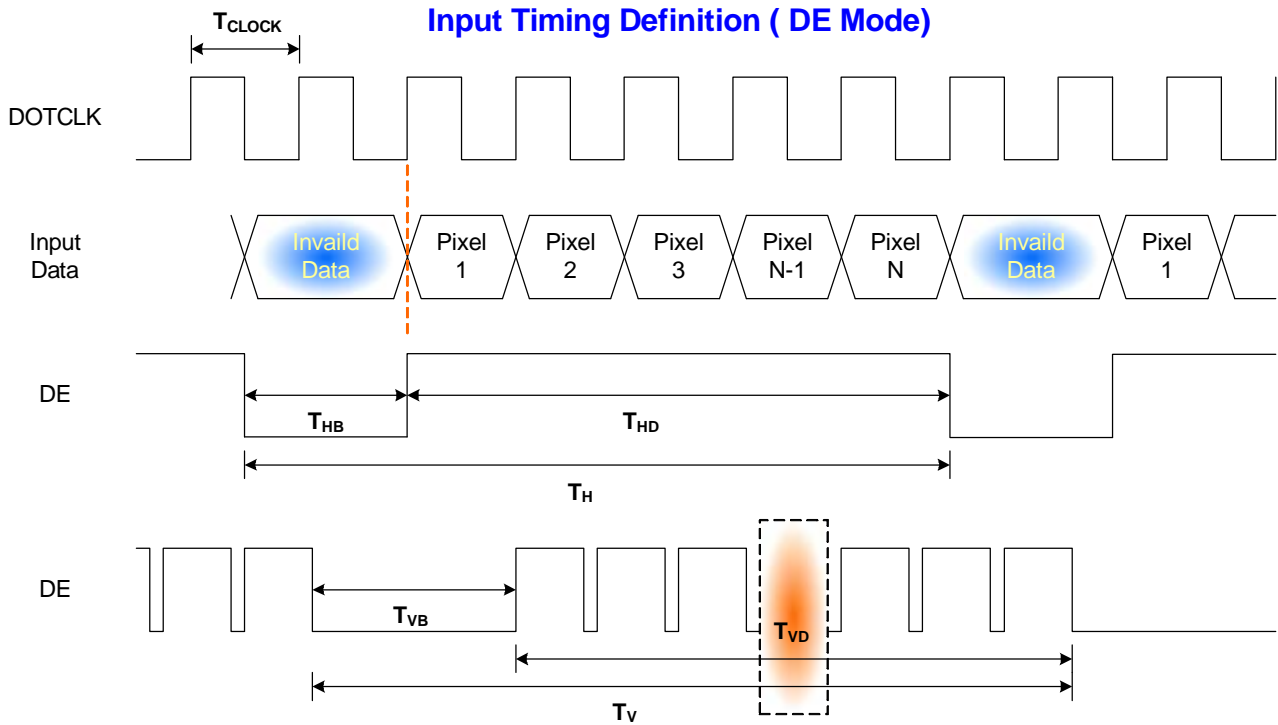 Input Timing Definition ( DE Mode)
TCLOCK
DOTCLK
Input
Data
Invaild
Data
Pixel
1
Pixel
2
Pixel
3
Pixel
N-1
Pixel
N
Invaild
Data
Pixel
1
DE
THB
THD
TH
DE
TVB
TVD
TV